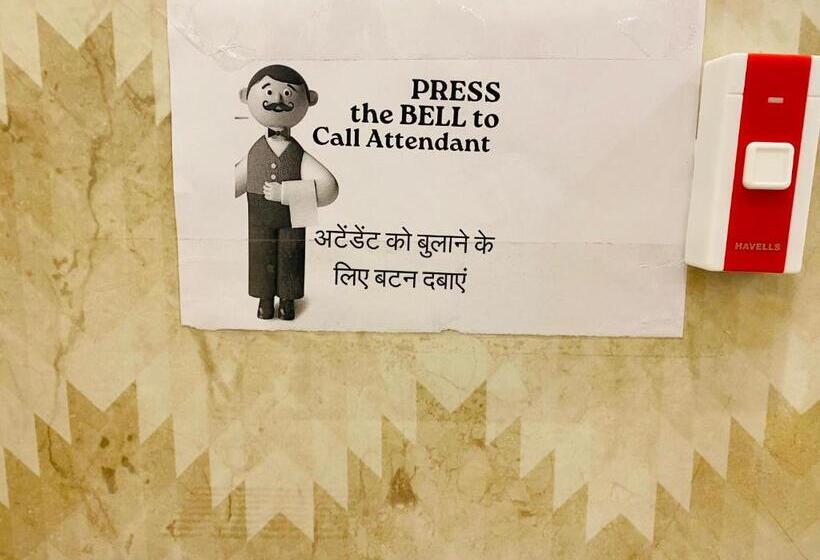 PRESS
the BELL to
Call Attendant
अटेंडेंट को बुलाने के
लिए बटन दबाएं
HAVELLS